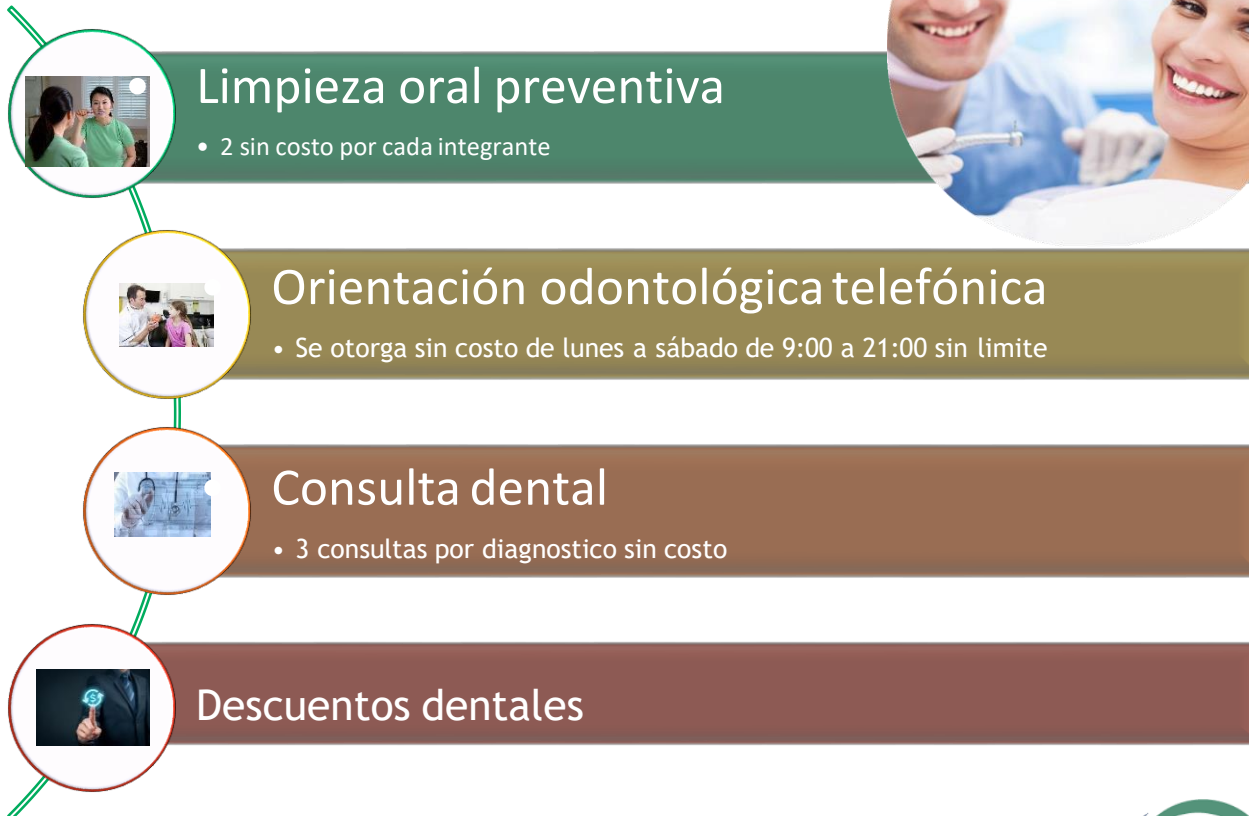 Limpieza oral preventiva
• 2 sin costo por cada integrante
Orientación odontológica telefónica
• Se otorga sin costo de lunes a sábado de 9:00 a 21:00 sin limite
Consulta dental
• 3 consultas por diagnostico sin costo
Descuentos dentales